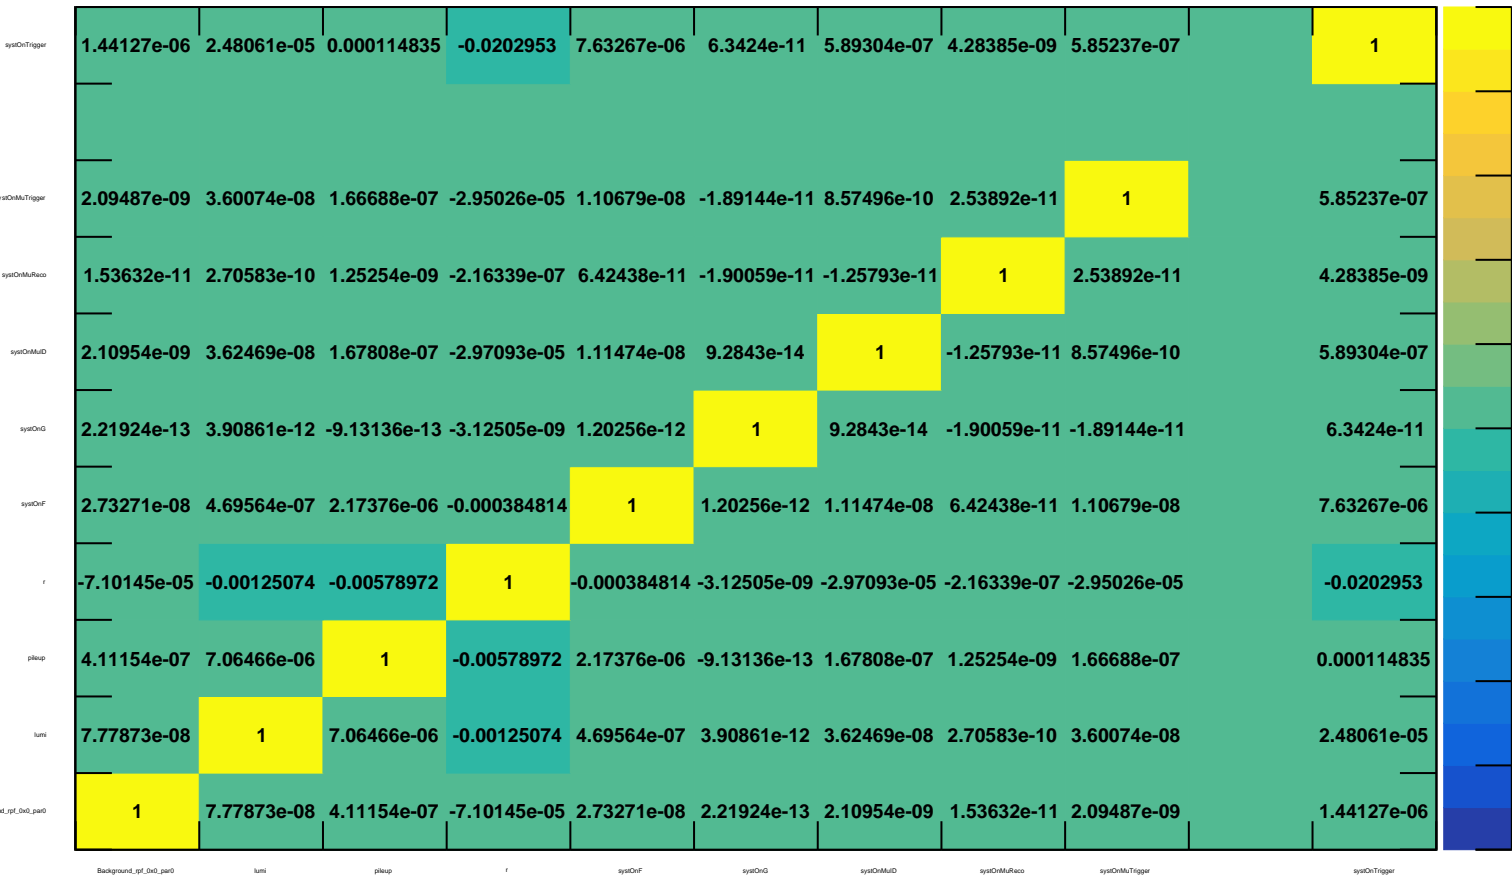 systOnTrigger 1.44127e-06 2.48061e-05 0.000114835 -0.0202953 7.63267e-06 6.3424e-11 5.89304e-07 4.28385e-09 5.85237e-07 1
stOnMuTrigger 2.09487e-09 3.60074e-08 1.66688e-07 -2.95026e-05 1.10679e-08 -1.89144e-11 8.57496e-10 2.53892e-11 1 5.85237e-07
systOnMuReco 1.53632e-11 2.70583e-10 1.25254e-09 -2.16339e-07 6.42438e-11 -1.90059e-11 -1.25793e-11 1 2.53892e-11 4.28385e-09
systOnMuID 2.10954e-09 3.62469e-08 1.67808e-07 -2.97093e-05 1.11474e-08 9.2843e-14 1 -1.25793e-11 8.57496e-10 5.89304e-07
systOnG 2.21924e-13 3.90861e-12 -9.13136e-13 -3.12505e-09 1.20256e-12 1 9.2843e-14 -1.90059e-11 -1.89144e-11 6.3424e-11
systOnF 2.73271e-08 4.69564e-07 2.17376e-06 -0.000384814 1 1.20256e-12 1.11474e-08 6.42438e-11 1.10679e-08 7.63267e-06
r -7.10145e-05 -0.00125074 -0.00578972 1 -0.000384814 -3.12505e-09 -2.97093e-05 -2.16339e-07 -2.95026e-05 -0.0202953
pileup 4.11154e-07 7.06466e-06 1 -0.00578972 2.17376e-06 -9.13136e-13 1.67808e-07 1.25254e-09 1.66688e-07 0.000114835
lumi 7.77873e-08 1 7.06466e-06 -0.00125074 4.69564e-07 3.90861e-12 3.62469e-08 2.70583e-10 3.60074e-08 2.48061e-05
d_rpf_0x0_par0 1 7.77873e-08 4.11154e-07 -7.10145e-05 2.73271e-08 2.21924e-13 2.10954e-09 1.53632e-11 2.09487e-09 1.44127e-06
Background_rpf_0x0_par0 lumi pileup r systOnF systOnG systOnMuID systOnMuReco systOnMuTrigger systOnTrigger